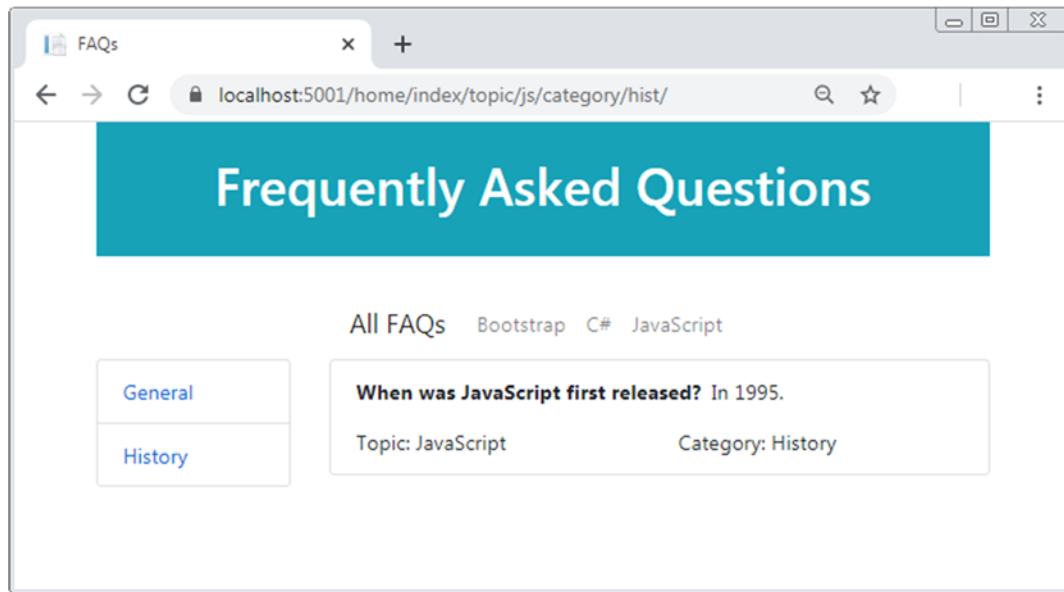 FAQs
localhost:5001/home/index/topic/js/category/hist/
Frequently Asked Questions
All FAQs Bootstrap C# JavaScript
General
History
When was JavaScript first released? In 1995.
Topic: JavaScript Category: History